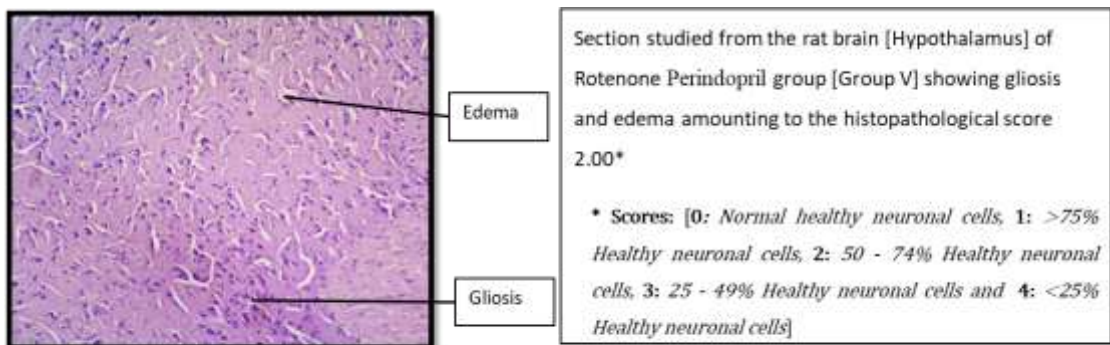 Edema
Gliosis
Section studied from the rat brain [Hypothalamus] of
Rotenone Perindopril group [Group V] showing gliosis
and edema amounting to the histopathological score
2.00*
* Scores: [0: Normal healthy neuronal cells, 1: >75%
Healthy neuronal cells, 2: 50 - 74% Healthy neuronal
cells, 3: 25 - 49% Healthy neuronal cells and 4: <25%
Healthy neuronal cells]